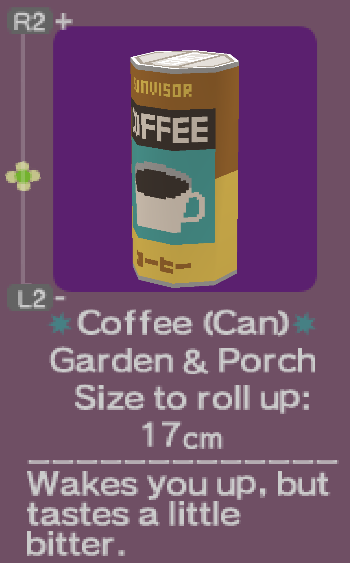 R2 +
UNVISOR
OFFEE
コーヒー
L2 -
Coffee (Can)
Garden & Porch
Size to roll up:
17cm
Wakes you up, but
tastes a little
bitter.